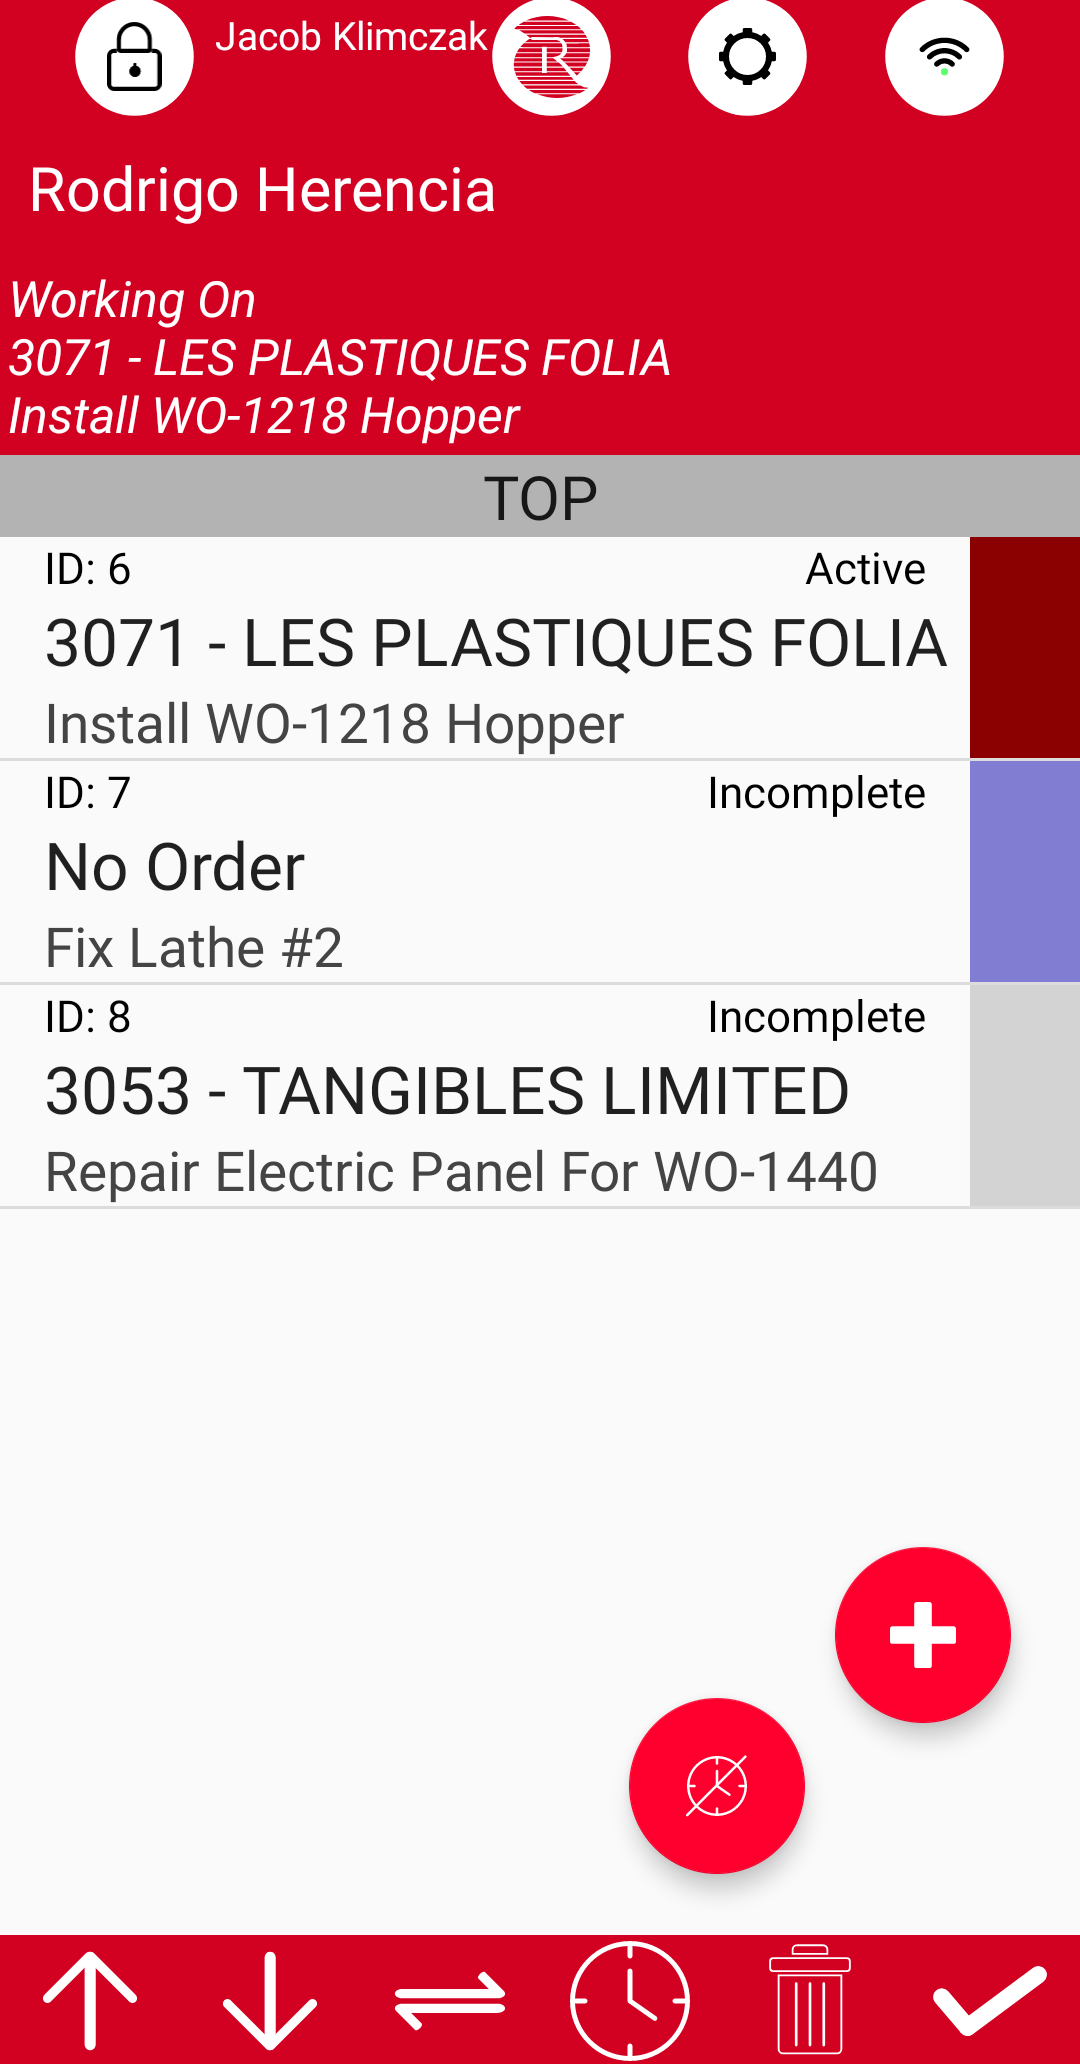 Jacob Klimczak
R
Rodrigo Herencia
Working On
3071 - LES PLASTIQUES FOLIA
Install WO-1218 Hopper
TOP
ID: 6 Active
3071 - LES PLASTIQUES FOLIA
Install WO-1218 Hopper
ID: 7 Incomplete
No Order
Fix Lathe #2
ID: 8 Incomplete
3053 - TANGIBLES LIMITED
Repair Electric Panel For WO-1440